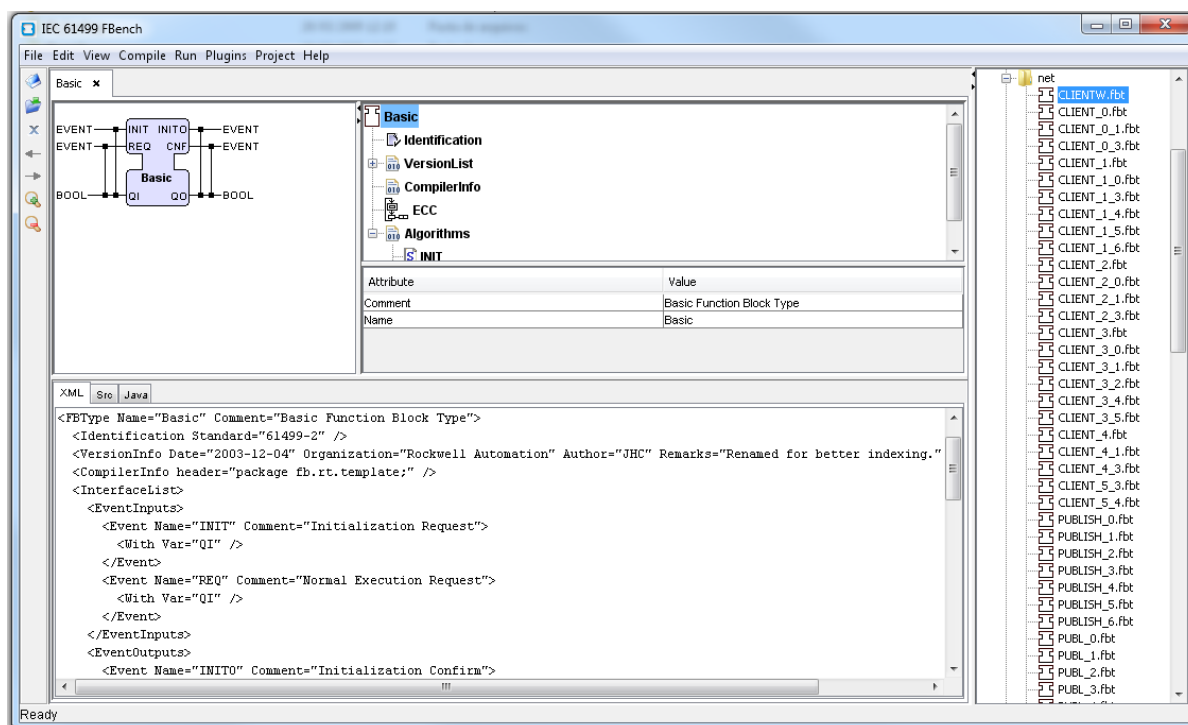 IEC 61499 FBench
File Edit View Compile Run Plugins Project Help
Basic
EVENT INIT INITO EVENT
EVENT REQ CNF EVENT
Basic
BOOL QI QO BOOL
Basic
Identification
VersionList
CompilerInfo
ECC
Algorithms
INIT
Attribute Value
Comment Basic Function Block Type
Name Basic
XML Src Java
<FBType Name="Basic" Comment="Basic Function Block Type">
<Identification Standard="61499-2" />
<VersionInfo Date="2003-12-04" Organization="Rockwell Automation" Author="JHC" Remarks="Renamed for better indexing."
<CompilerInfo header="package fb.rt.template;" />
<InterfaceList>
<EventInputs>
<Event Name="INIT" Comment="Initialization Request">
<With Var="QI" />
</Event>
<Event Name="REQ" Comment="Normal Execution Request">
<With Var="QI" />
</Event>
</EventInputs>
<EventOutputs>
<Event Name="INITO" Comment="Initialization Confirm">
net
CLIENTW.fbt
CLIENT_0.fbt
CLIENT_0_1.fbt
CLIENT_0_3.fbt
CLIENT_1.fbt
CLIENT_1_0.fbt
CLIENT_1_3.fbt
CLIENT_1_4.fbt
CLIENT_1_5.fbt
CLIENT_1_6.fbt
CLIENT_2.fbt
CLIENT_2_0.fbt
CLIENT_2_1.fbt
CLIENT_2_3.fbt
CLIENT_3.fbt
CLIENT_3_0.fbt
CLIENT_3_1.fbt
CLIENT_3_2.fbt
CLIENT_3_4.fbt
CLIENT_3_5.fbt
CLIENT_4.fbt
CLIENT_4_1.fbt
CLIENT_4_3.fbt
CLIENT_5_3.fbt
CLIENT_5_4.fbt
PUBLISH_0.fbt
PUBLISH_1.fbt
PUBLISH_2.fbt
PUBLISH_3.fbt
PUBLISH_4.fbt
PUBLISH_5.fbt
PUBLISH_6.fbt
PUBL_0.fbt
PUBL_1.fbt
PUBL_2.fbt
PUBL_3.fbt
Ready